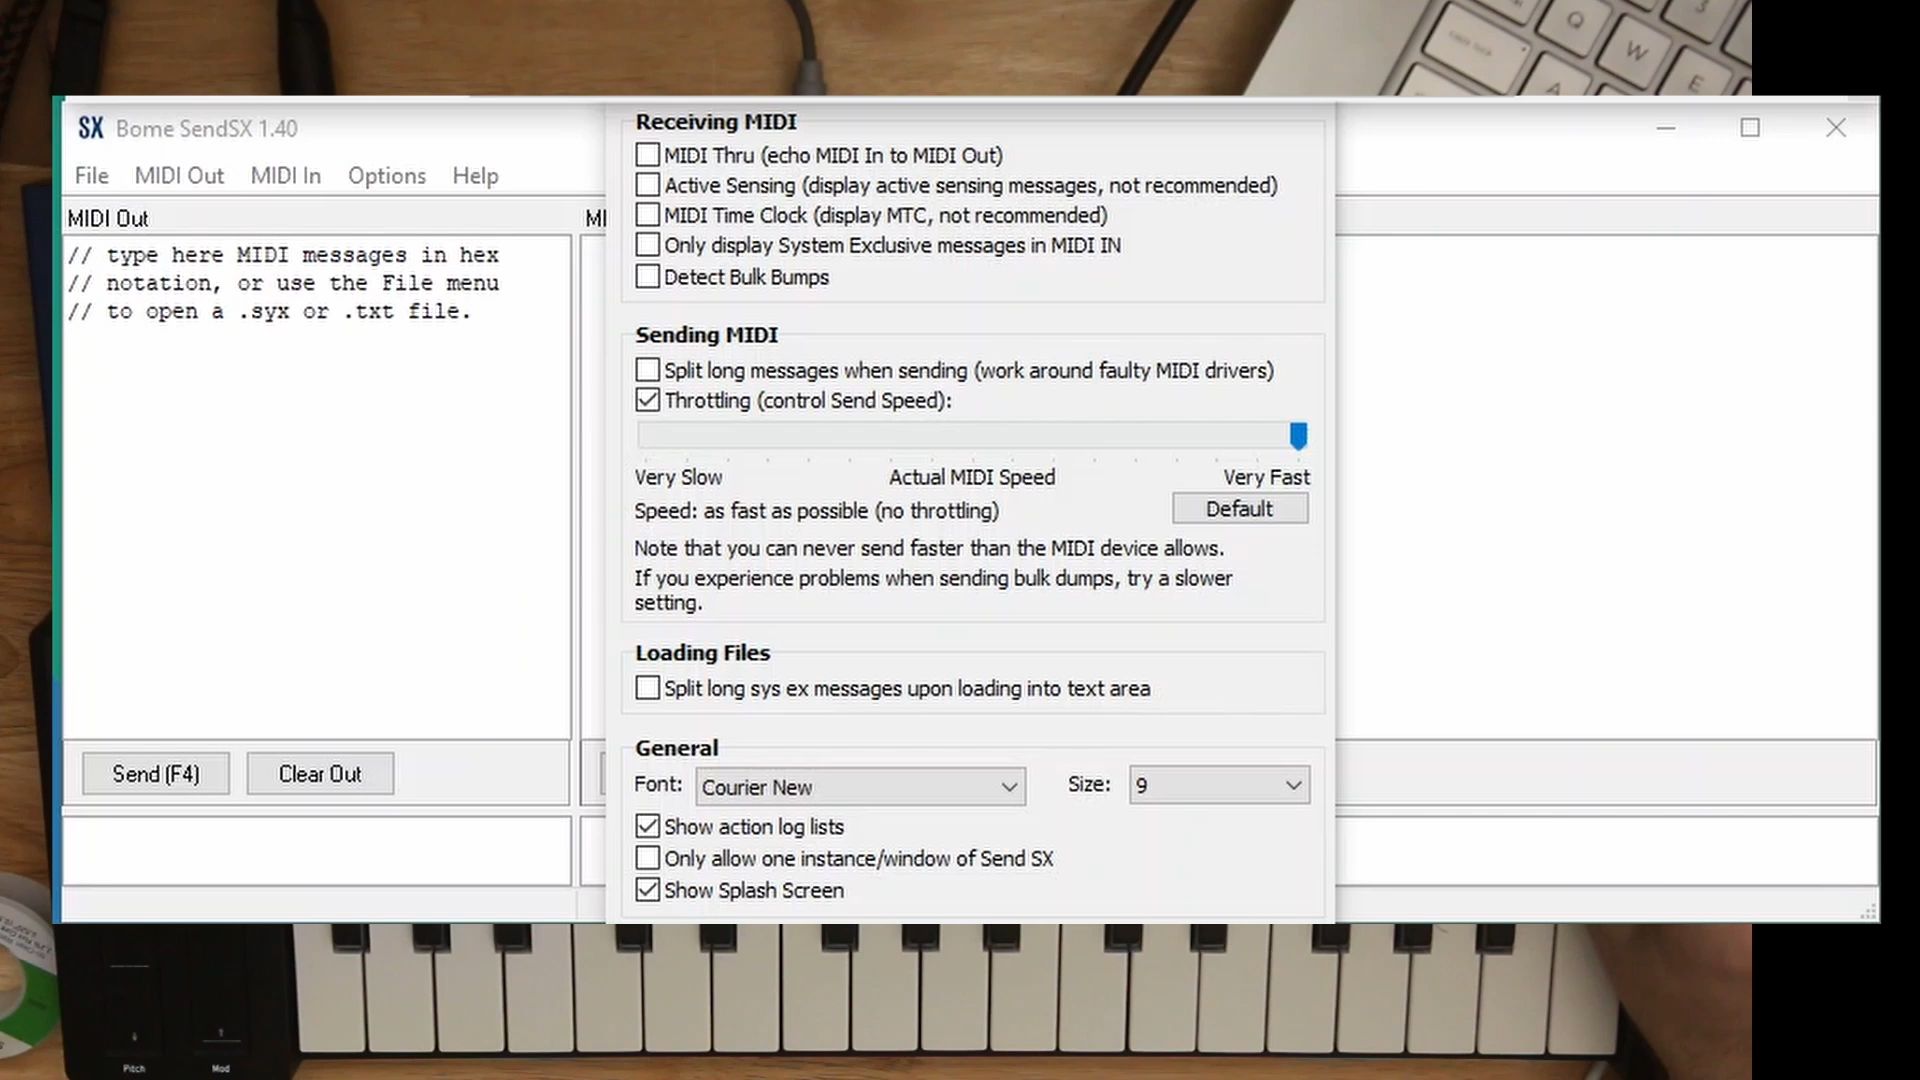 Q
W
E
A
3
SX Bome SendSX 1.40
File MIDI Out MIDI In Options Help
MIDI Out
// type here MIDI messages in hex
// notation, or use the File menu
// to open a .syx or .txt file.
Send (F4) Clear Out
Receiving MIDI
MIDI Thru (echo MIDI In to MIDI Out)
Active Sensing (display active sensing messages, not recommended)
MIDI Time Clock (display MTC, not recommended)
Only display System Exclusive messages in MIDI IN
Detect Bulk Bumps
Sending MIDI
Split long messages when sending (work around faulty MIDI drivers)
Throttling (control Send Speed):
Very Slow Actual MIDI Speed Very Fast
Speed: as fast as possible (no throttling) Default
Note that you can never send faster than the MIDI device allows.
If you experience problems when sending bulk dumps, try a slower
setting.
Loading Files
Split long sys ex messages upon loading into text area
General
Font: Courier New Size: 9
Show action log lists
Only allow one instance/window of Send SX
Show Splash Screen
Pitch Mod